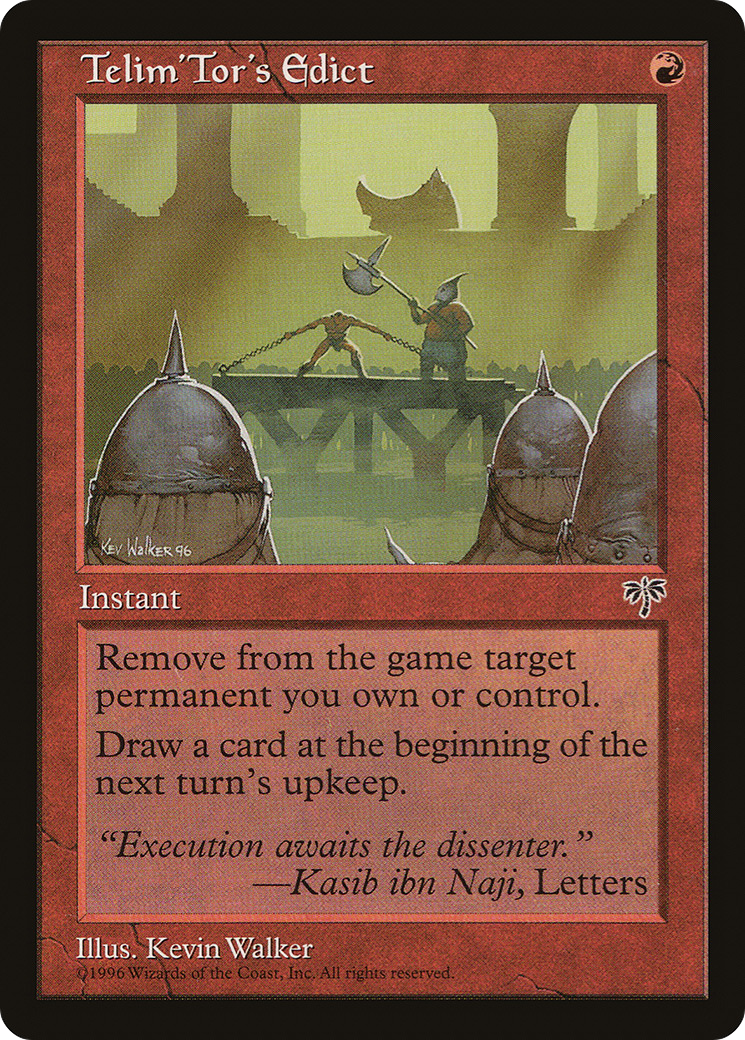 Telim'Tor's Edict
KEV WALKER 96
Instant
Remove from the game target
permanent you own or control.
Draw a card at the beginning of the
next turn's upkeep.
"Execution awaits the dissenter."
—Kasib ibn Naji, Letters
Illus. Kevin Walker
©1996 Wizards of the Coast, Inc. All rights reserved.